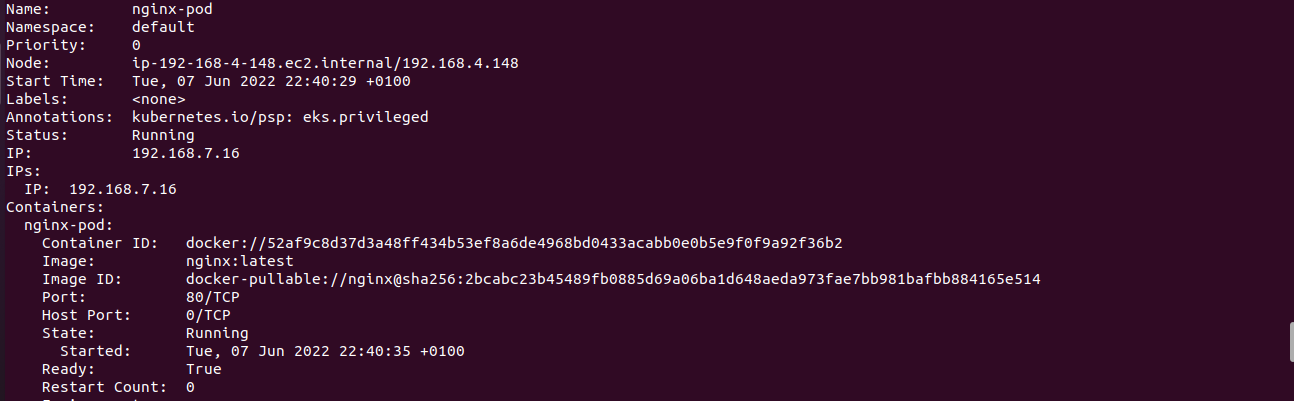 Name:         nginx-pod
Namespace:    default
Priority:     0
Node:         ip-192-168-4-148.ec2.internal/192.168.4.148
Start Time:   Tue, 07 Jun 2022 22:40:29 +0100
Labels:       <none>
Annotations:  kubernetes.io/psp: eks.privileged
Status:       Running
IP:           192.168.7.16
IPs:
  IP:  192.168.7.16
Containers:
  nginx-pod:
    Container ID:   docker://52af9c8d37d3a48ff434b53ef8a6de4968bd0433acabb0e0b5e9f0f9a92f36b2
    Image:          nginx:latest
    Image ID:       docker-pullable://nginx@sha256:2bcabc23b45489fb0885d69a06ba1d648aeda973fae7bb981bafbb884165e514
    Port:           80/TCP
    Host Port:      0/TCP
    State:          Running
      Started:      Tue, 07 Jun 2022 22:40:35 +0100
    Ready:          True
    Restart Count:  0